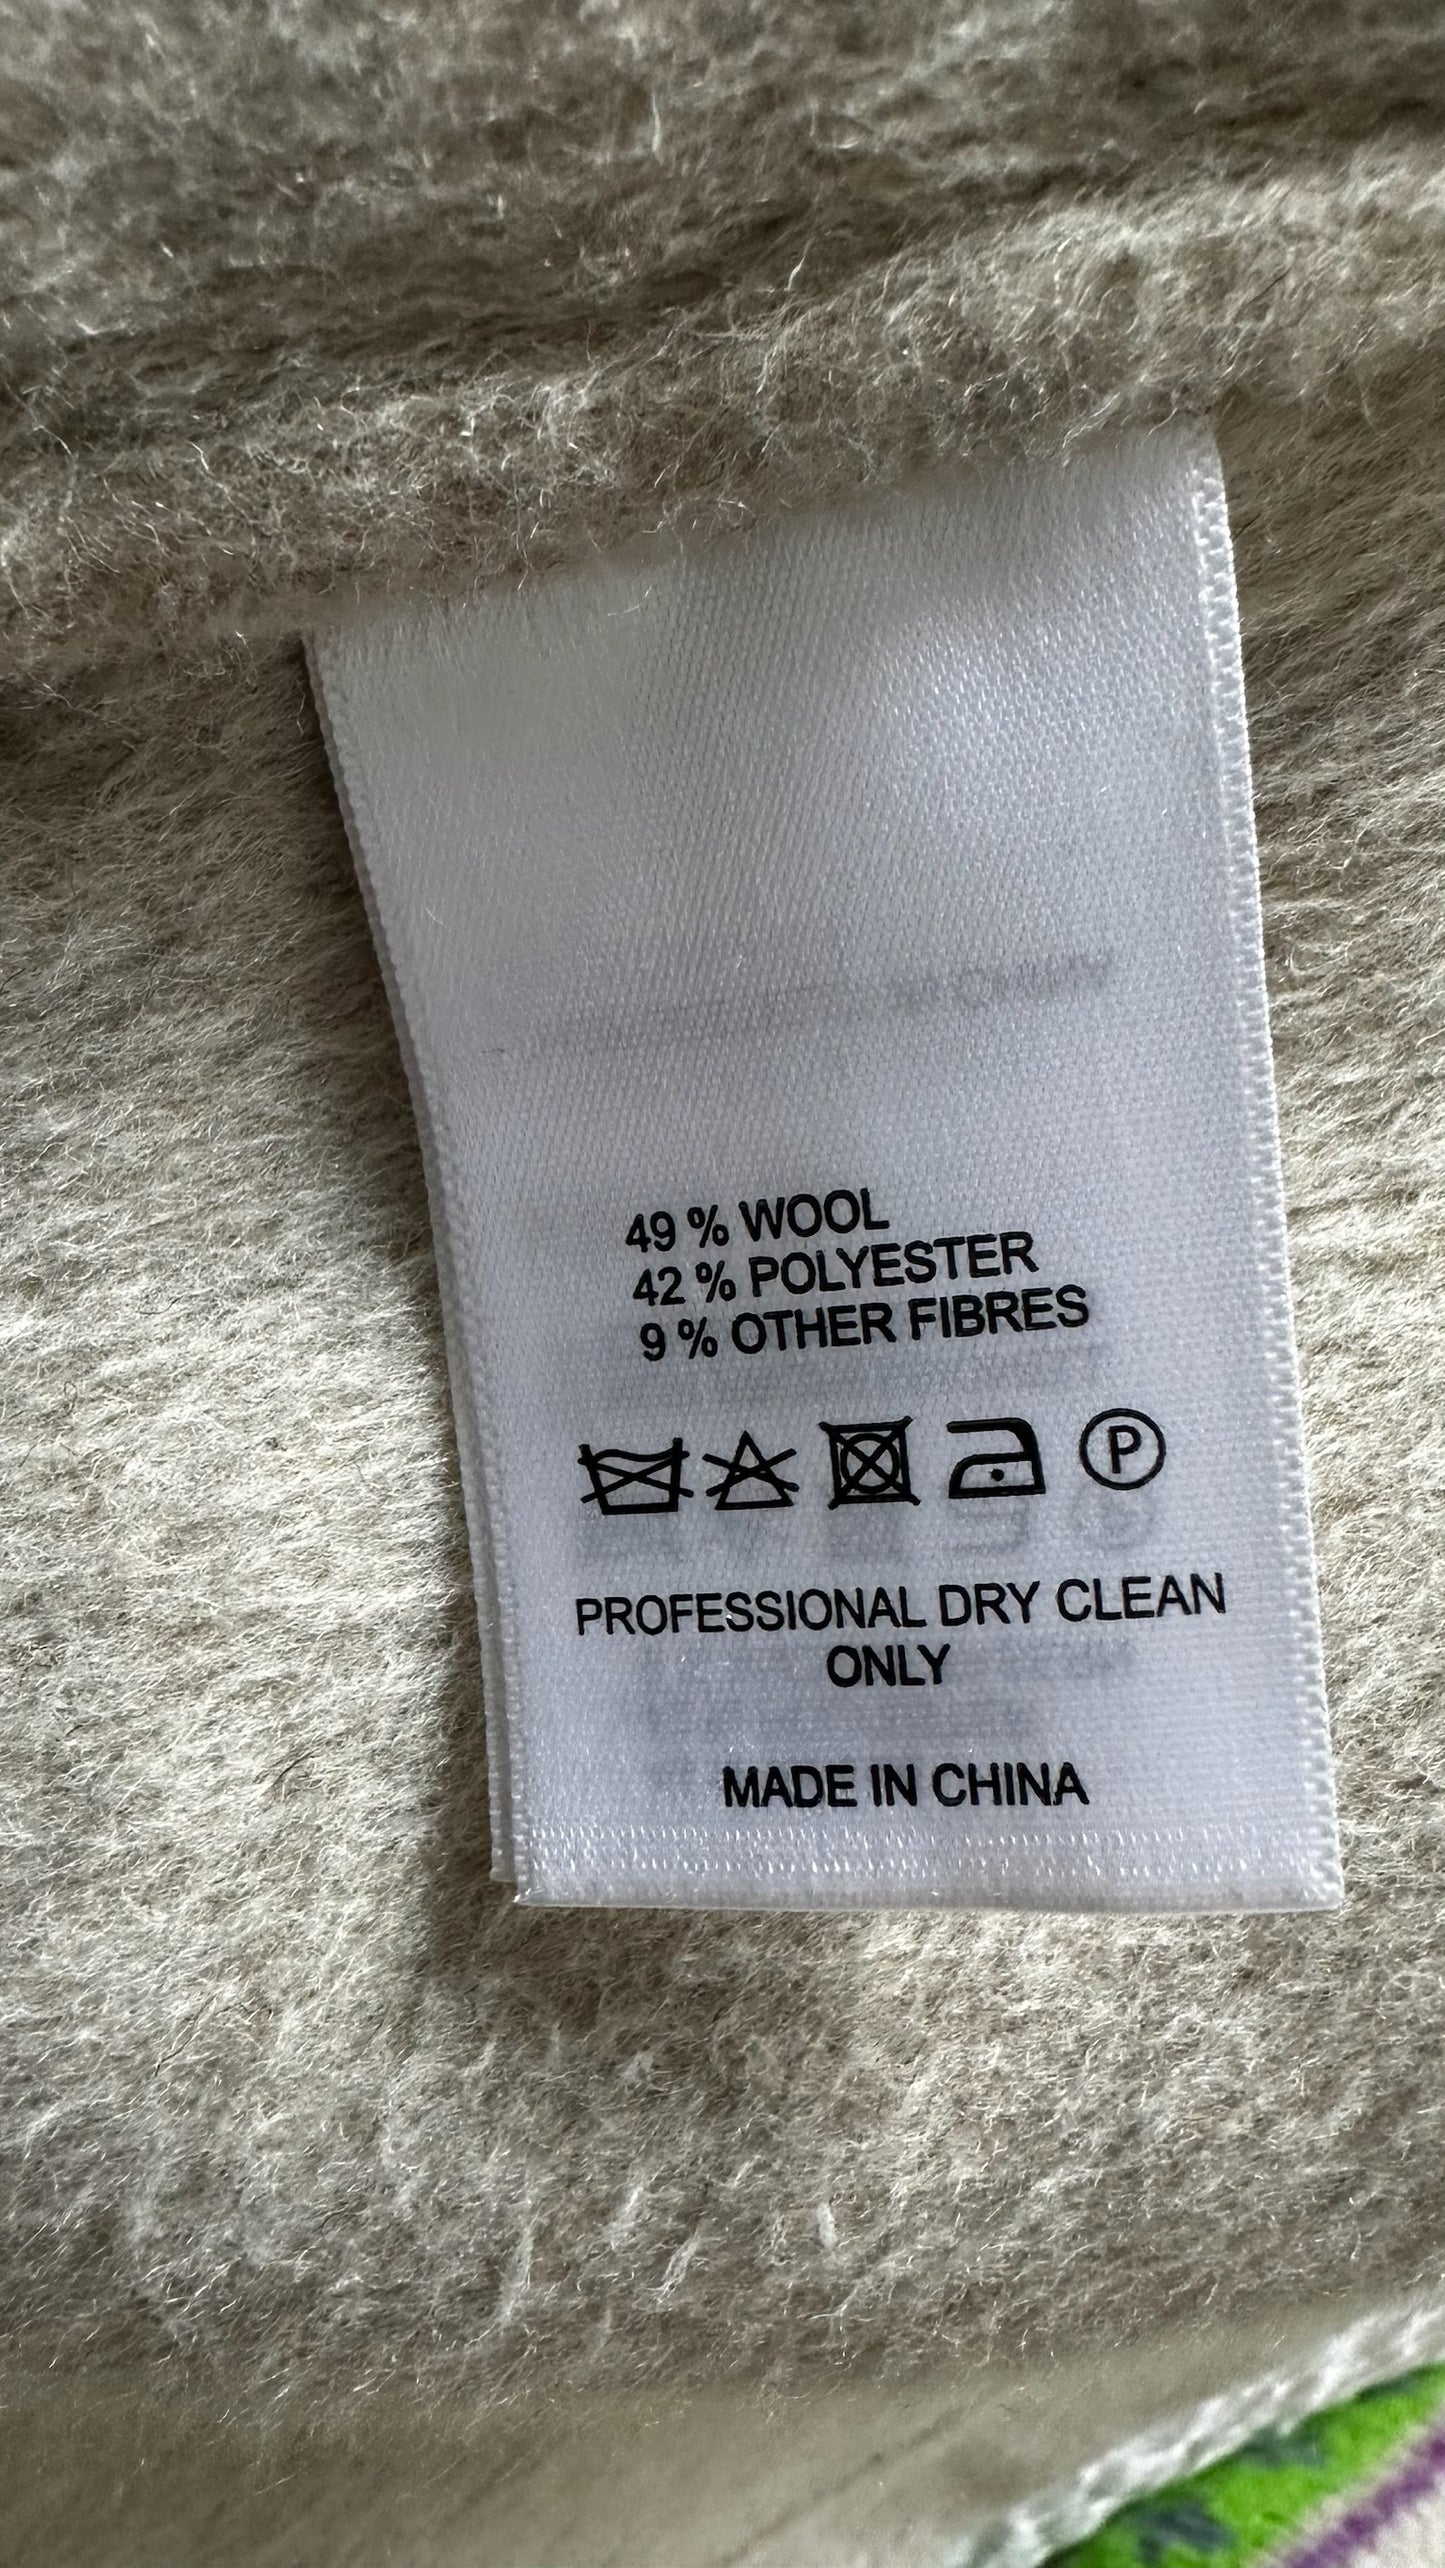 49 % WOOL
42 % POLYESTER
9 % OTHER FIBRES
P
PROFESSIONAL DRY CLEAN
ONLY
MADE IN CHINA